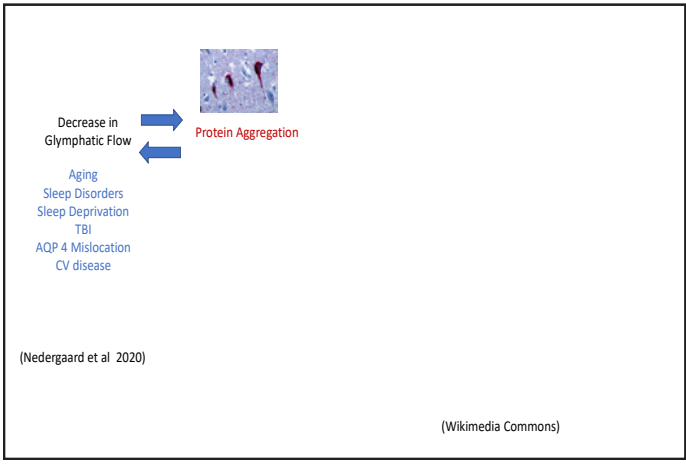 Decrease in
Glymphatic Flow
Protein Aggregation
Aging
Sleep Disorders
Sleep Deprivation
TBI
AQP 4 Mislocation
CV disease
(Nedergaard et al  2020)
(Wikimedia Commons)